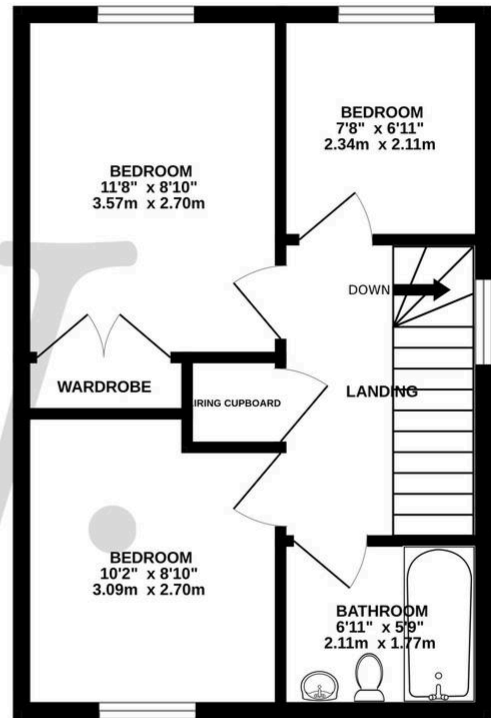 BEDROOM
7'8" x 6'11"
2.34m x 2.11m
BEDROOM
11'8" x 8'10"
3.57m x 2.70m
DOWN
WARDROBE
IRING CUPBOARD
LANDING
BEDROOM
10'2" x 8'10"
3.09m x 2.70m
BATHROOM
6'11" x 5'9"
2.11m x 1.77m